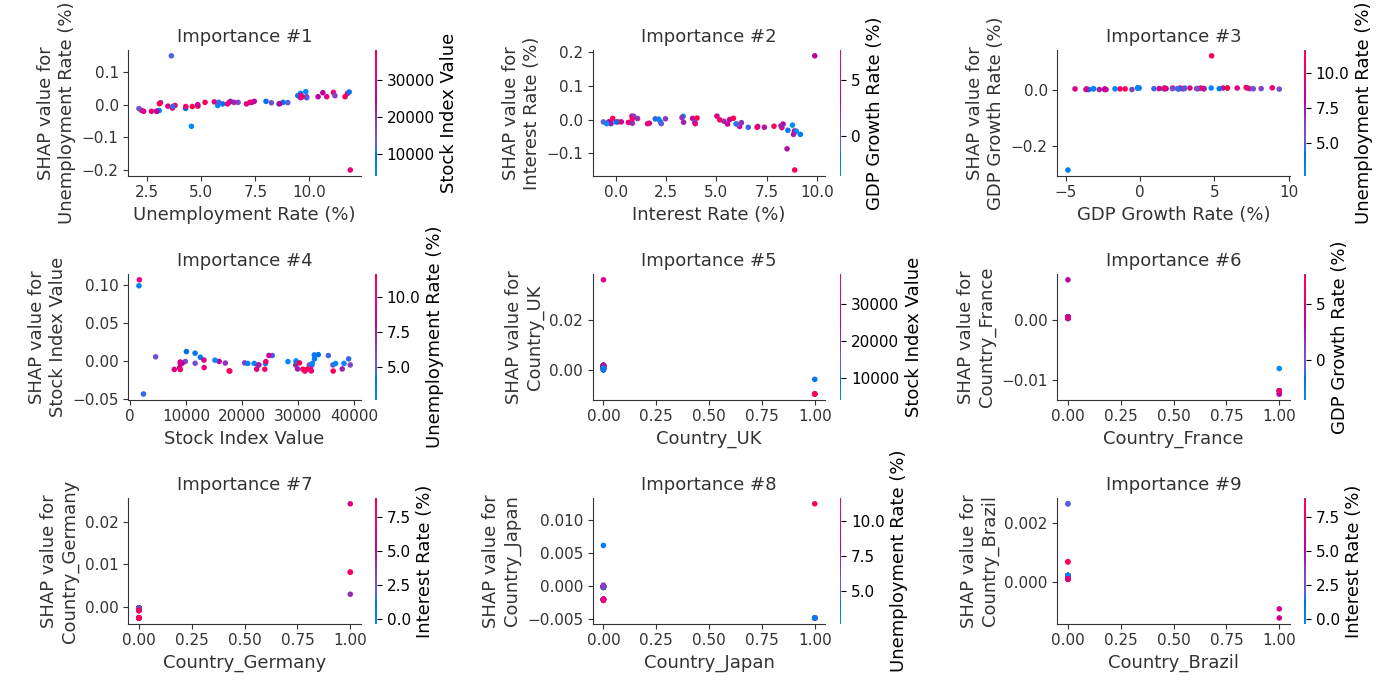 Importance #1
SHAP value for
Unemployment Rate (%)
0.1
0.0
−0.1
−0.2
2.5
5.0
7.5
10.0
Unemployment Rate (%)
30000
20000
10000
Stock Index Value
Importance #2
SHAP value for
Interest Rate (%)
0.2
0.1
0.0
−0.1
0.0
2.5
5.0
7.5
10.0
Interest Rate (%)
5
0
GDP Growth Rate (%)
Importance #3
SHAP value for
GDP Growth Rate (%)
0.0
−0.2
−5
0
5
10
GDP Growth Rate (%)
10.0
7.5
5.0
Unemployment Rate (%)
Importance #4
SHAP value for
Stock Index Value
0.10
0.05
0.00
−0.05
0
10000
20000
30000
40000
Stock Index Value
10.0
7.5
5.0
Unemployment Rate (%)
Importance #5
SHAP value for
Country_UK
0.02
0.00
0.00
0.25
0.50
0.75
1.00
Country_UK
30000
20000
10000
Stock Index Value
Importance #6
SHAP value for
Country_France
0.00
−0.01
0.00
0.25
0.50
0.75
1.00
Country_France
5
0
GDP Growth Rate (%)
Importance #7
SHAP value for
Country_Germany
0.02
0.01
0.00
0.00
0.25
0.50
0.75
1.00
Country_Germany
7.5
5.0
2.5
0.0
Interest Rate (%)
Importance #8
SHAP value for
Country_Japan
0.010
0.005
0.000
−0.005
0.00
0.25
0.50
0.75
1.00
Country_Japan
10.0
7.5
5.0
Unemployment Rate (%)
Importance #9
SHAP value for
Country_Brazil
0.002
0.000
0.00
0.25
0.50
0.75
1.00
Country_Brazil
7.5
5.0
2.5
0.0
Interest Rate (%)